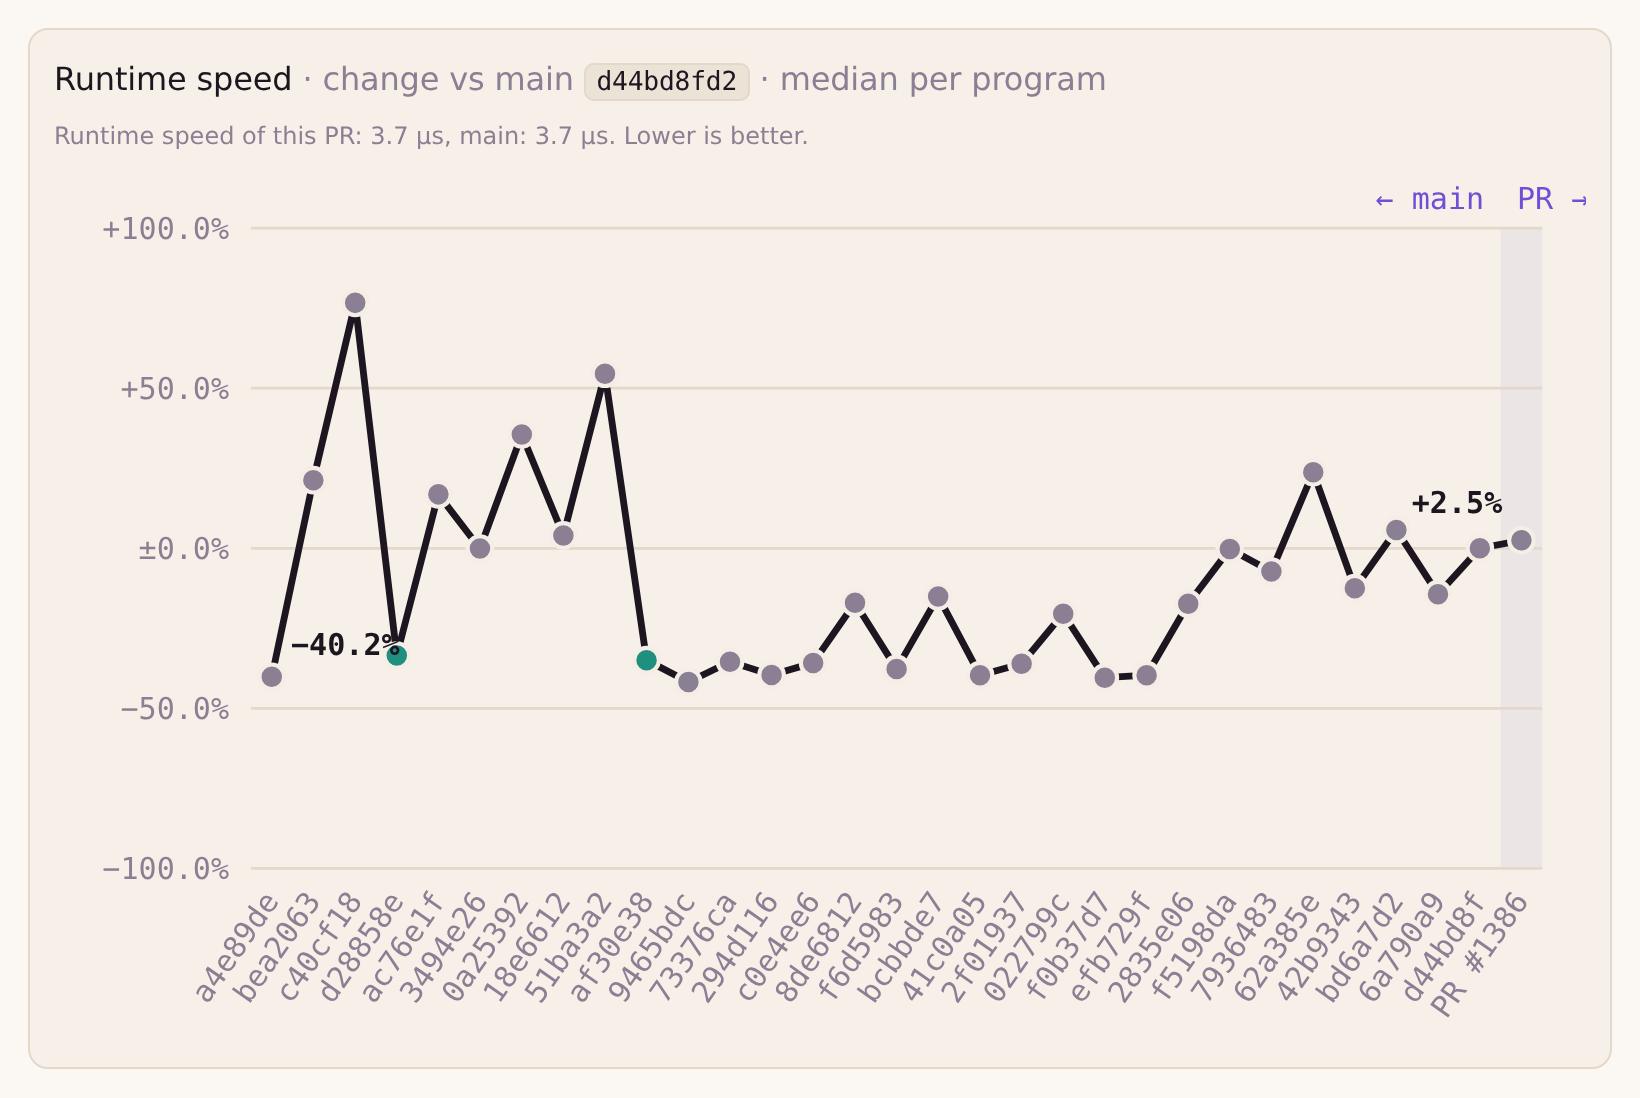 Runtime speed · change vs main d44bd8fd2 · median per program
Runtime speed of this PR: 3.7 µs, main: 3.7 µs. Lower is better.
← main PR →
+100.0%
+50.0%
±0.0%
−50.0%
−100.0%
+2.5%
−40.2%
a4e89de
bea2063
c40cf18
d28858e
ac76e1f
3494e26
0a25392
18e6612
51ba3a2
af30e38
9465bdc
73376ca
294d116
c0e4ee6
8de6812
f6d5983
bcbbde7
41c0a05
2f01937
022799c
f0b37d7
efb729f
2835e06
f5198da
7936483
62a385e
42b9343
bd6a7d2
6a790a9
d44bd8f
PR #1386